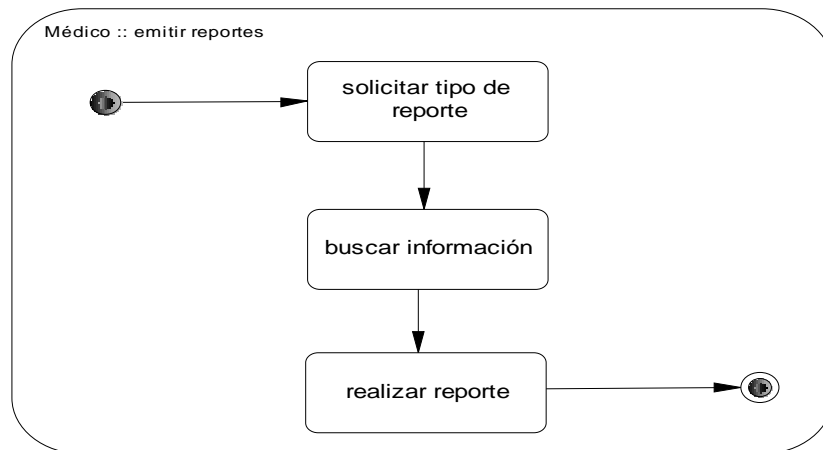 Médico :: emitir reportes
solicitar tipo de
reporte
buscar información
realizar reporte